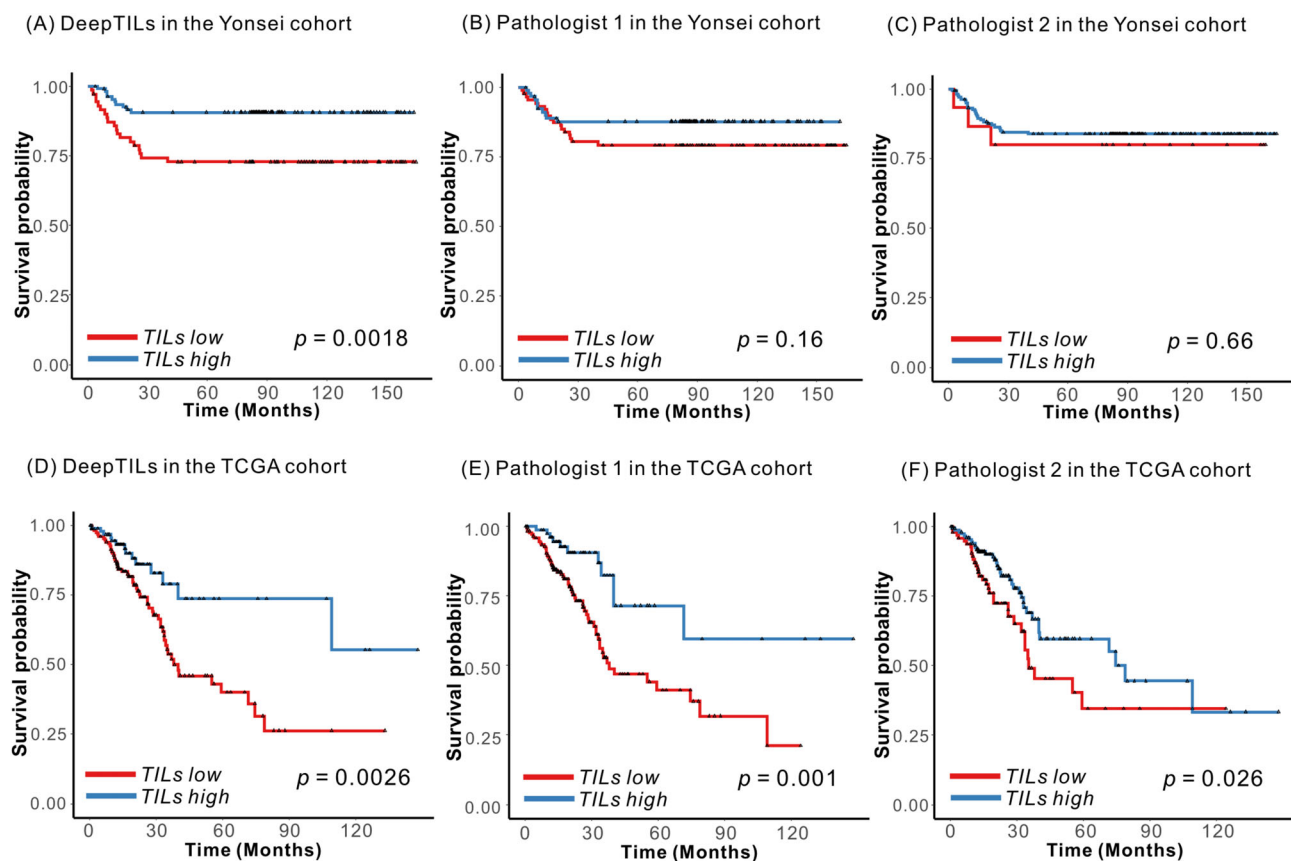 (A) DeepTILs in the Yonsei cohort
Survival probability
1.00
0.75
0.50
0.25
0.00
TILs low
TILs high
p = 0.0018
0 30 60 90 120 150
Time (Months)
(B) Pathologist 1 in the Yonsei cohort
Survival probability
1.00
0.75
0.50
0.25
0.00
TILs low
TILs high
p = 0.16
0 30 60 90 120 150
Time (Months)
(C) Pathologist 2 in the Yonsei cohort
Survival probability
1.00
0.75
0.50
0.25
0.00
TILs low
TILs high
p = 0.66
0 30 60 90 120 150
Time (Months)
(D) DeepTILs in the TCGA cohort
Survival probability
1.00
0.75
0.50
0.25
0.00
TILs low
TILs high
p = 0.0026
0 30 60 90 120
Time (Months)
(E) Pathologist 1 in the TCGA cohort
Survival probability
1.00
0.75
0.50
0.25
0.00
TILs low
TILs high
p = 0.001
0 30 60 90 120
Time (Months)
(F) Pathologist 2 in the TCGA cohort
Survival probability
1.00
0.75
0.50
0.25
0.00
TILs low
TILs high
p = 0.026
0 30 60 90 120
Time (Months)